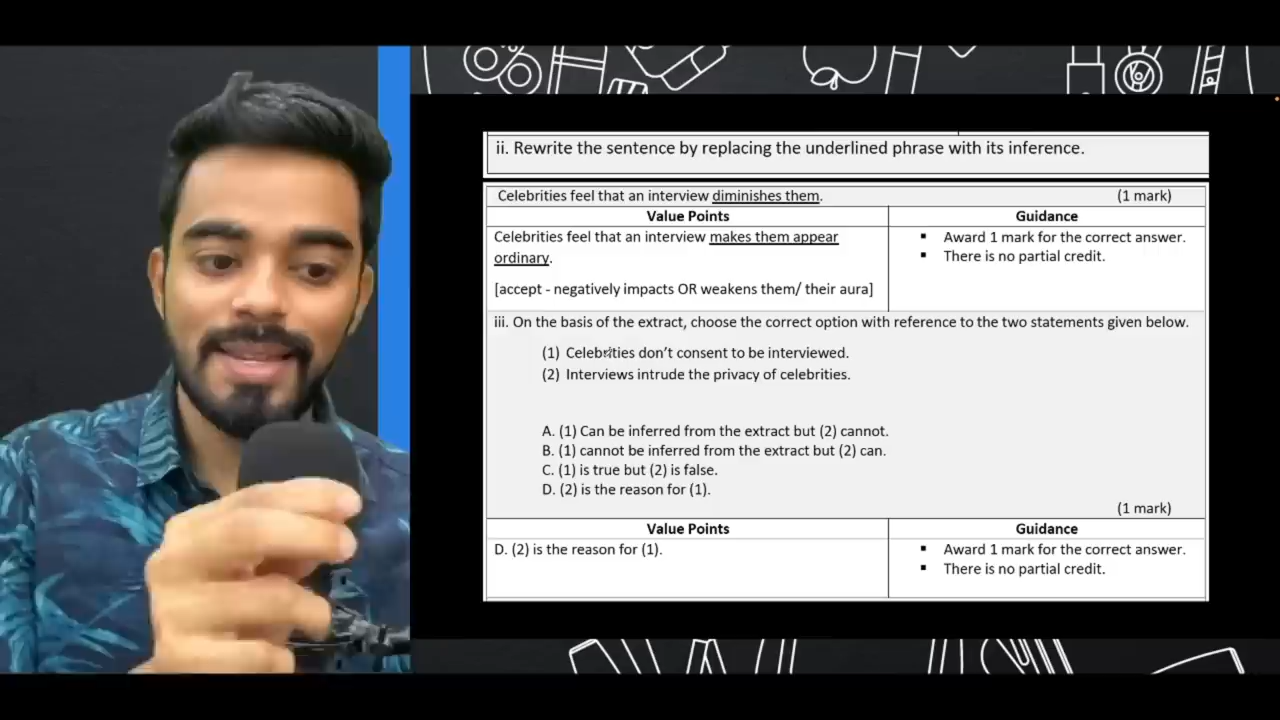 ii. Rewrite the sentence by replacing the underlined phrase with its inference.
Celebrities feel that an interview diminishes them. (1 mark)
Value Points Guidance
Celebrities feel that an interview makes them appear
ordinary.
[accept - negatively impacts OR weakens them/ their aura]
▪ Award 1 mark for the correct answer.
▪ There is no partial credit.
iii. On the basis of the extract, choose the correct option with reference to the two statements given below.
(1) Celebrities don’t consent to be interviewed.
(2) Interviews intrude the privacy of celebrities.
A. (1) Can be inferred from the extract but (2) cannot.
B. (1) cannot be inferred from the extract but (2) can.
C. (1) is true but (2) is false.
D. (2) is the reason for (1).
(1 mark)
Value Points Guidance
D. (2) is the reason for (1).
▪ Award 1 mark for the correct answer.
▪ There is no partial credit.